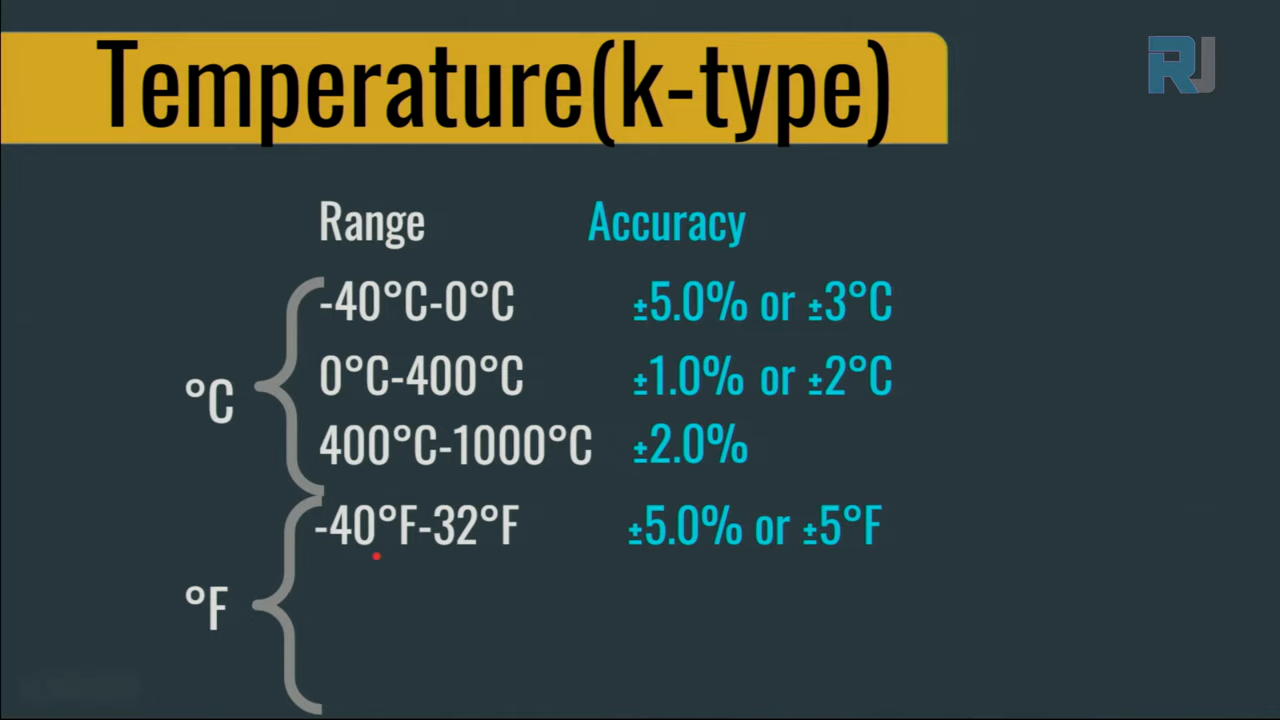 Temperature(k-type)
RJ
Range Accuracy
-40°C-0°C ±5.0% or ±3°C
0°C-400°C ±1.0% or ±2°C
°C
400°C-1000°C ±2.0%
-40°F-32°F ±5.0% or ±5°F
°F